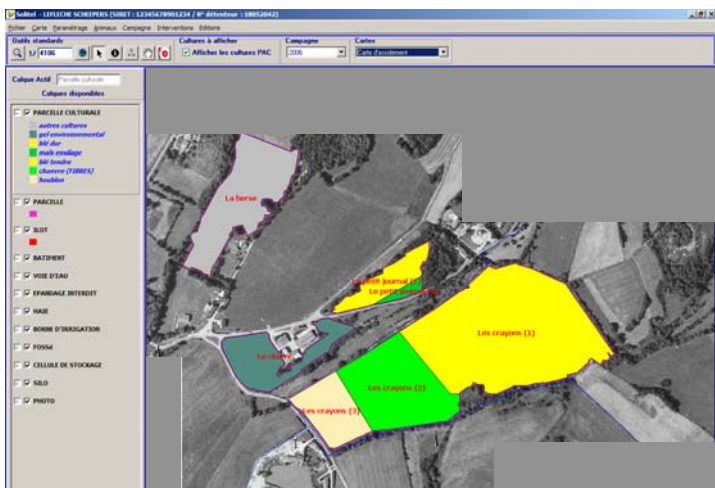 Solitel - LEFLECHE SCHEEPERS (SIRET : 12345678901234 / N° détenteur : 18052042)
Fichier Carte Paramétrage Animaux Campagne Interventions Editions
Outils standards
1/ 4106
Cultures à afficher
Afficher les cultures PAC
Campagne
2006
Cartes
Carte d'assolement
Calque Actif Parcelle culturale
Calques disponibles
PARCELLE CULTURALE
autres cultures
gel environnemental
blé dur
maïs ensilage
blé tendre
chanvre (FIBRES)
houblon
PARCELLE
ILOT
BATIMENT
VOIE D'EAU
EPANDAGE INTERDIT
HAIE
BORNE D'IRRIGATION
FOSSé
CELLULE DE STOCKAGE
SILO
PHOTO
La herse
Le petit journal
Le petit
Les crayons (1)
Les crayons (2)
Les crayons (3)